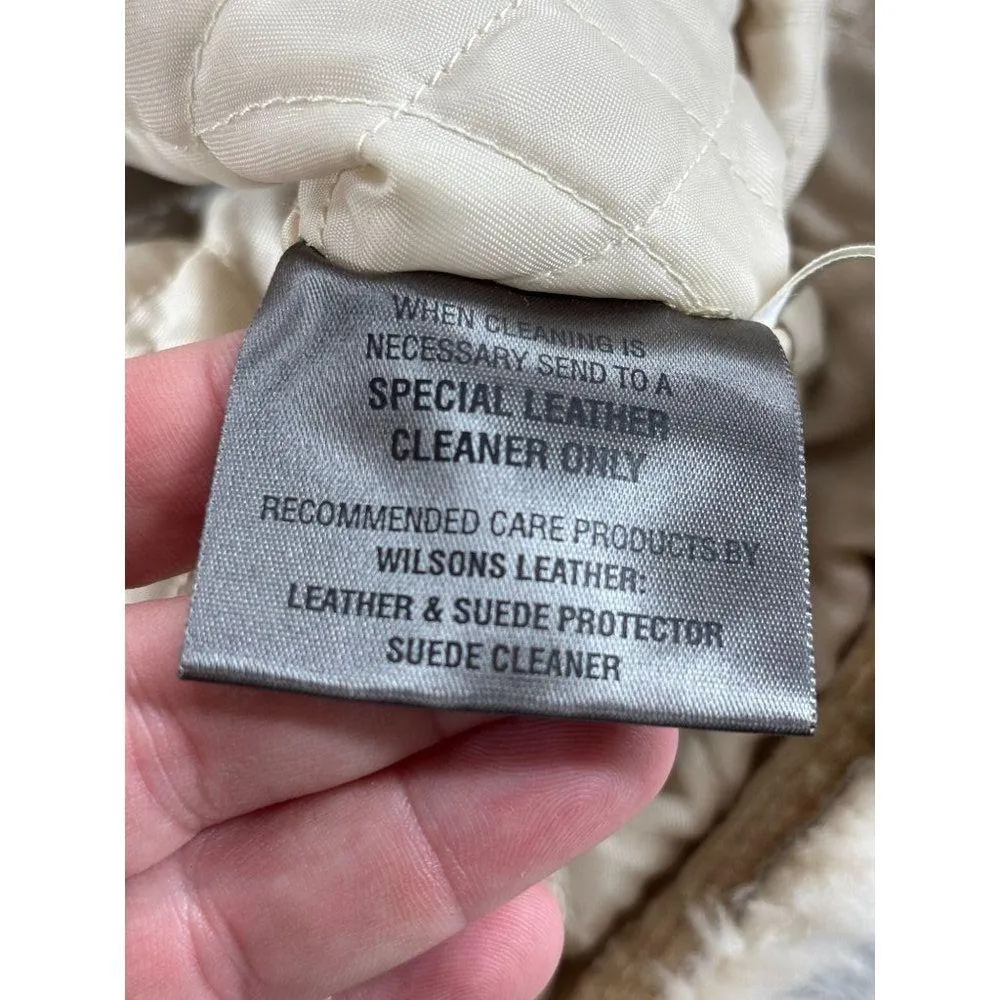 WHEN CLEANING IS
NECESSARY SEND TO A
SPECIAL LEATHER
CLEANER ONLY
RECOMMENDED CARE PRODUCTS BY
WILSONS LEATHER:
LEATHER & SUEDE PROTECTOR
SUEDE CLEANER